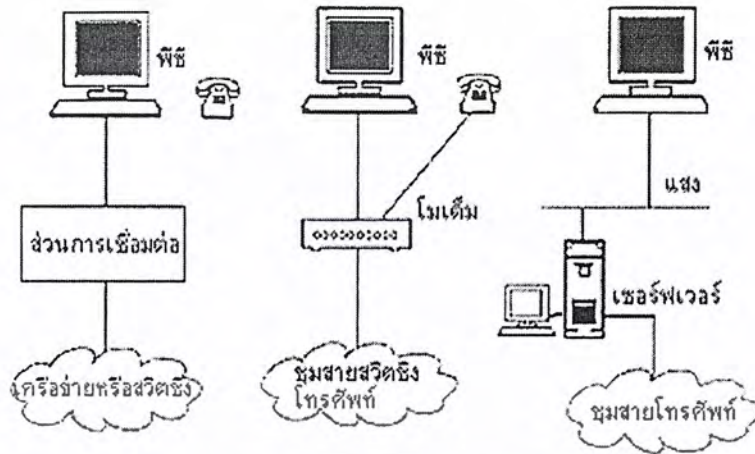 พีซี
ส่วนการเชื่อมต่อ
เครือข่ายหรือสวิตชิง
พีซี
โมเด็ม
ชุมสายสวิตชิง
โทรศัพท์
พีซี
แลง
เซอร์ฟเวอร์
ชุมสายโทรศัพท์